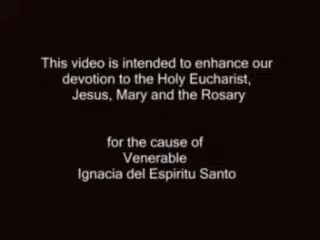 This video is intended to enhance our
devotion to the Holy Eucharist,
Jesus, Mary and the Rosary
for the cause of
Venerable
Ignacia del Espiritu Santo